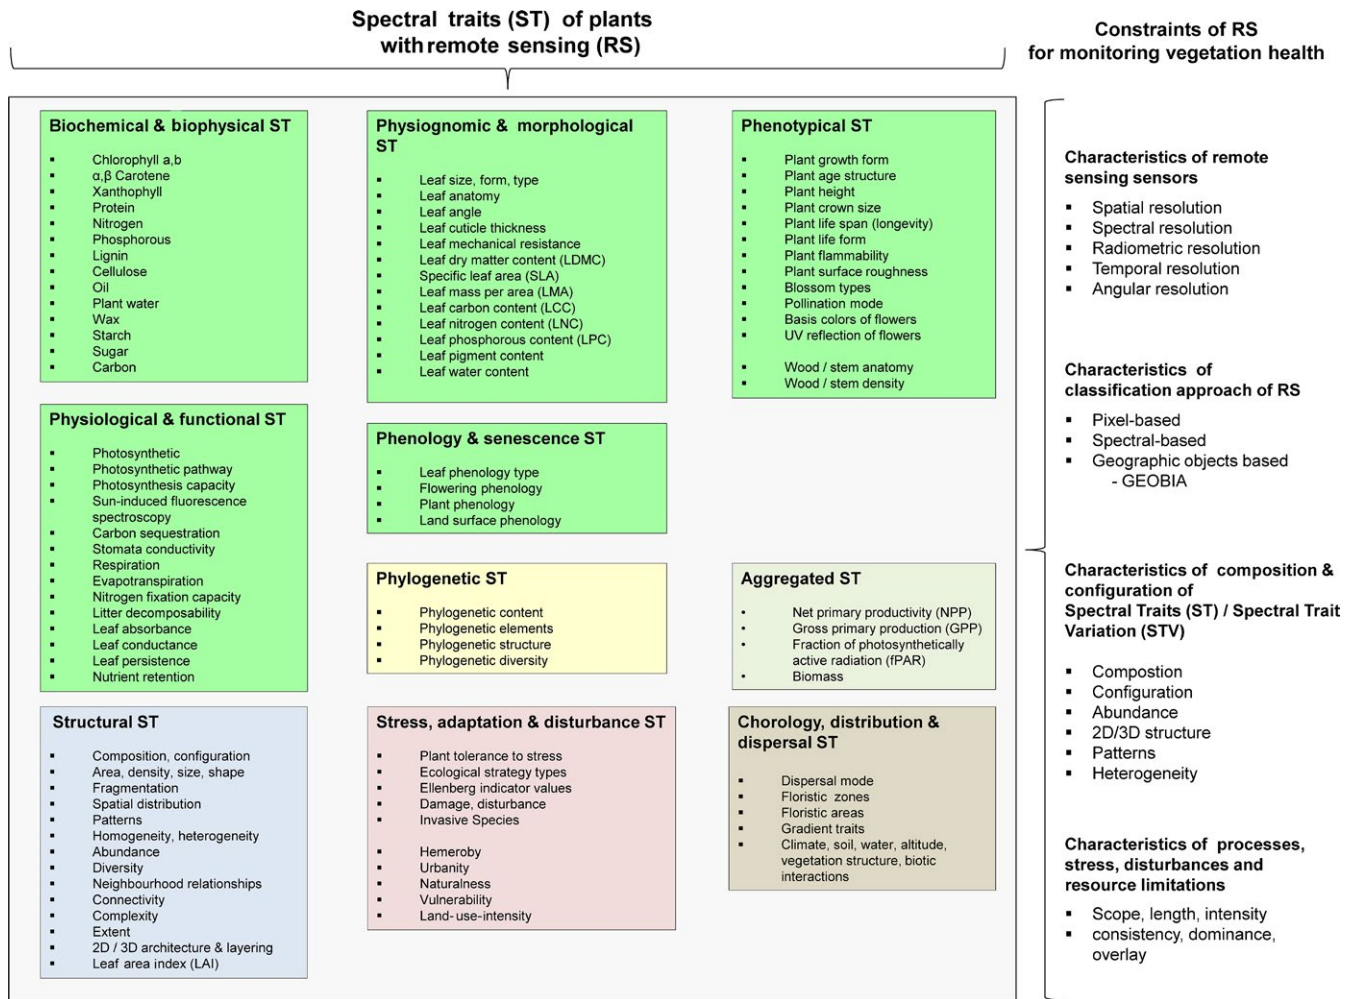 Spectral traits (ST) of plants
with remote sensing (RS)
Constraints of RS
for monitoring vegetation health
Biochemical & biophysical ST
▪ Chlorophyll a,b
▪ α,β Carotene
▪ Xanthophyll
▪ Protein
▪ Nitrogen
▪ Phosphorous
▪ Lignin
▪ Cellulose
▪ Oil
▪ Plant water
▪ Wax
▪ Starch
▪ Sugar
▪ Carbon
Physiognomic & morphological
ST
▪ Leaf size, form, type
▪ Leaf anatomy
▪ Leaf angle
▪ Leaf cuticle thickness
▪ Leaf mechanical resistance
▪ Leaf dry matter content (LDMC)
▪ Specific leaf area (SLA)
▪ Leaf mass per area (LMA)
▪ Leaf carbon content (LCC)
▪ Leaf nitrogen content (LNC)
▪ Leaf phosphorous content (LPC)
▪ Leaf pigment content
▪ Leaf water content
Phenotypical ST
▪ Plant growth form
▪ Plant age structure
▪ Plant height
▪ Plant crown size
▪ Plant life span (longevity)
▪ Plant life form
▪ Plant flammability
▪ Plant surface roughness
▪ Blossom types
▪ Pollination mode
▪ Basis colors of flowers
▪ UV reflection of flowers
▪ Wood / stem anatomy
▪ Wood / stem density
Physiological & functional ST
▪ Photosynthetic
▪ Photosynthetic pathway
▪ Photosynthesis capacity
▪ Sun-induced fluorescence
spectroscopy
▪ Carbon sequestration
▪ Stomata conductivity
▪ Respiration
▪ Evapotranspiration
▪ Nitrogen fixation capacity
▪ Litter decomposability
▪ Leaf absorbance
▪ Leaf conductance
▪ Leaf persistence
▪ Nutrient retention
Phenology & senescence ST
▪ Leaf phenology type
▪ Flowering phenology
▪ Plant phenology
▪ Land surface phenology
Phylogenetic ST
▪ Phylogenetic content
▪ Phylogenetic elements
▪ Phylogenetic structure
▪ Phylogenetic diversity
Aggregated ST
• Net primary productivity (NPP)
• Gross primary production (GPP)
• Fraction of photosynthetically
active radiation (fPAR)
• Biomass
Structural ST
▪ Composition, configuration
▪ Area, density, size, shape
▪ Fragmentation
▪ Spatial distribution
▪ Patterns
▪ Homogeneity, heterogeneity
▪ Abundance
▪ Diversity
▪ Neighbourhood relationships
▪ Connectivity
▪ Complexity
▪ Extent
▪ 2D / 3D architecture & layering
▪ Leaf area index (LAI)
Stress, adaptation & disturbance ST
▪ Plant tolerance to stress
▪ Ecological strategy types
▪ Ellenberg indicator values
▪ Damage, disturbance
▪ Invasive Species
▪ Hemeroby
▪ Urbanity
▪ Naturalness
▪ Vulnerability
▪ Land-use-intensity
Chorology, distribution &
dispersal ST
▪ Dispersal mode
▪ Floristic zones
▪ Floristic areas
▪ Gradient traits
▪ Climate, soil, water, altitude,
vegetation structure, biotic
interactions
Characteristics of remote
sensing sensors
▪ Spatial resolution
▪ Spectral resolution
▪ Radiometric resolution
▪ Temporal resolution
▪ Angular resolution
Characteristics of
classification approach of RS
▪ Pixel-based
▪ Spectral-based
▪ Geographic objects based
- GEOBIA
Characteristics of composition &
configuration of
Spectral Traits (ST) / Spectral Trait
Variation (STV)
▪ Compostion
▪ Configuration
▪ Abundance
▪ 2D/3D structure
▪ Patterns
▪ Heterogeneity
Characteristics of processes,
stress, disturbances and
resource limitations
▪ Scope, length, intensity
▪ consistency, dominance,
overlay